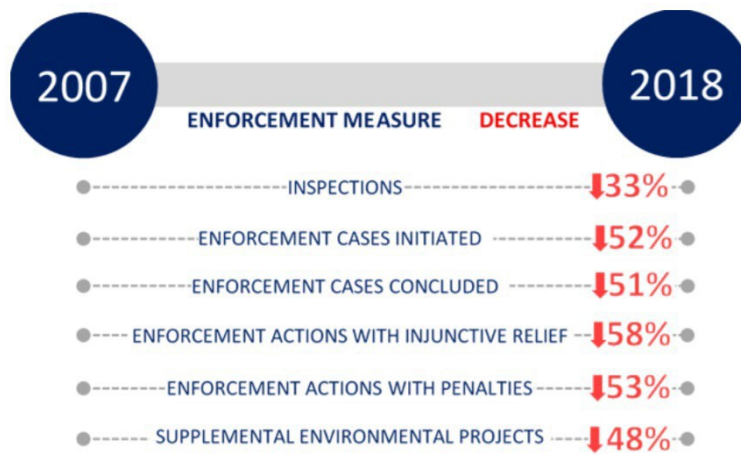 2007 2018
ENFORCEMENT MEASURE DECREASE
INSPECTIONS 33%
ENFORCEMENT CASES INITIATED 52%
ENFORCEMENT CASES CONCLUDED 51%
ENFORCEMENT ACTIONS WITH INJUNCTIVE RELIEF 58%
ENFORCEMENT ACTIONS WITH PENALTIES 53%
SUPPLEMENTAL ENVIRONMENTAL PROJECTS 48%